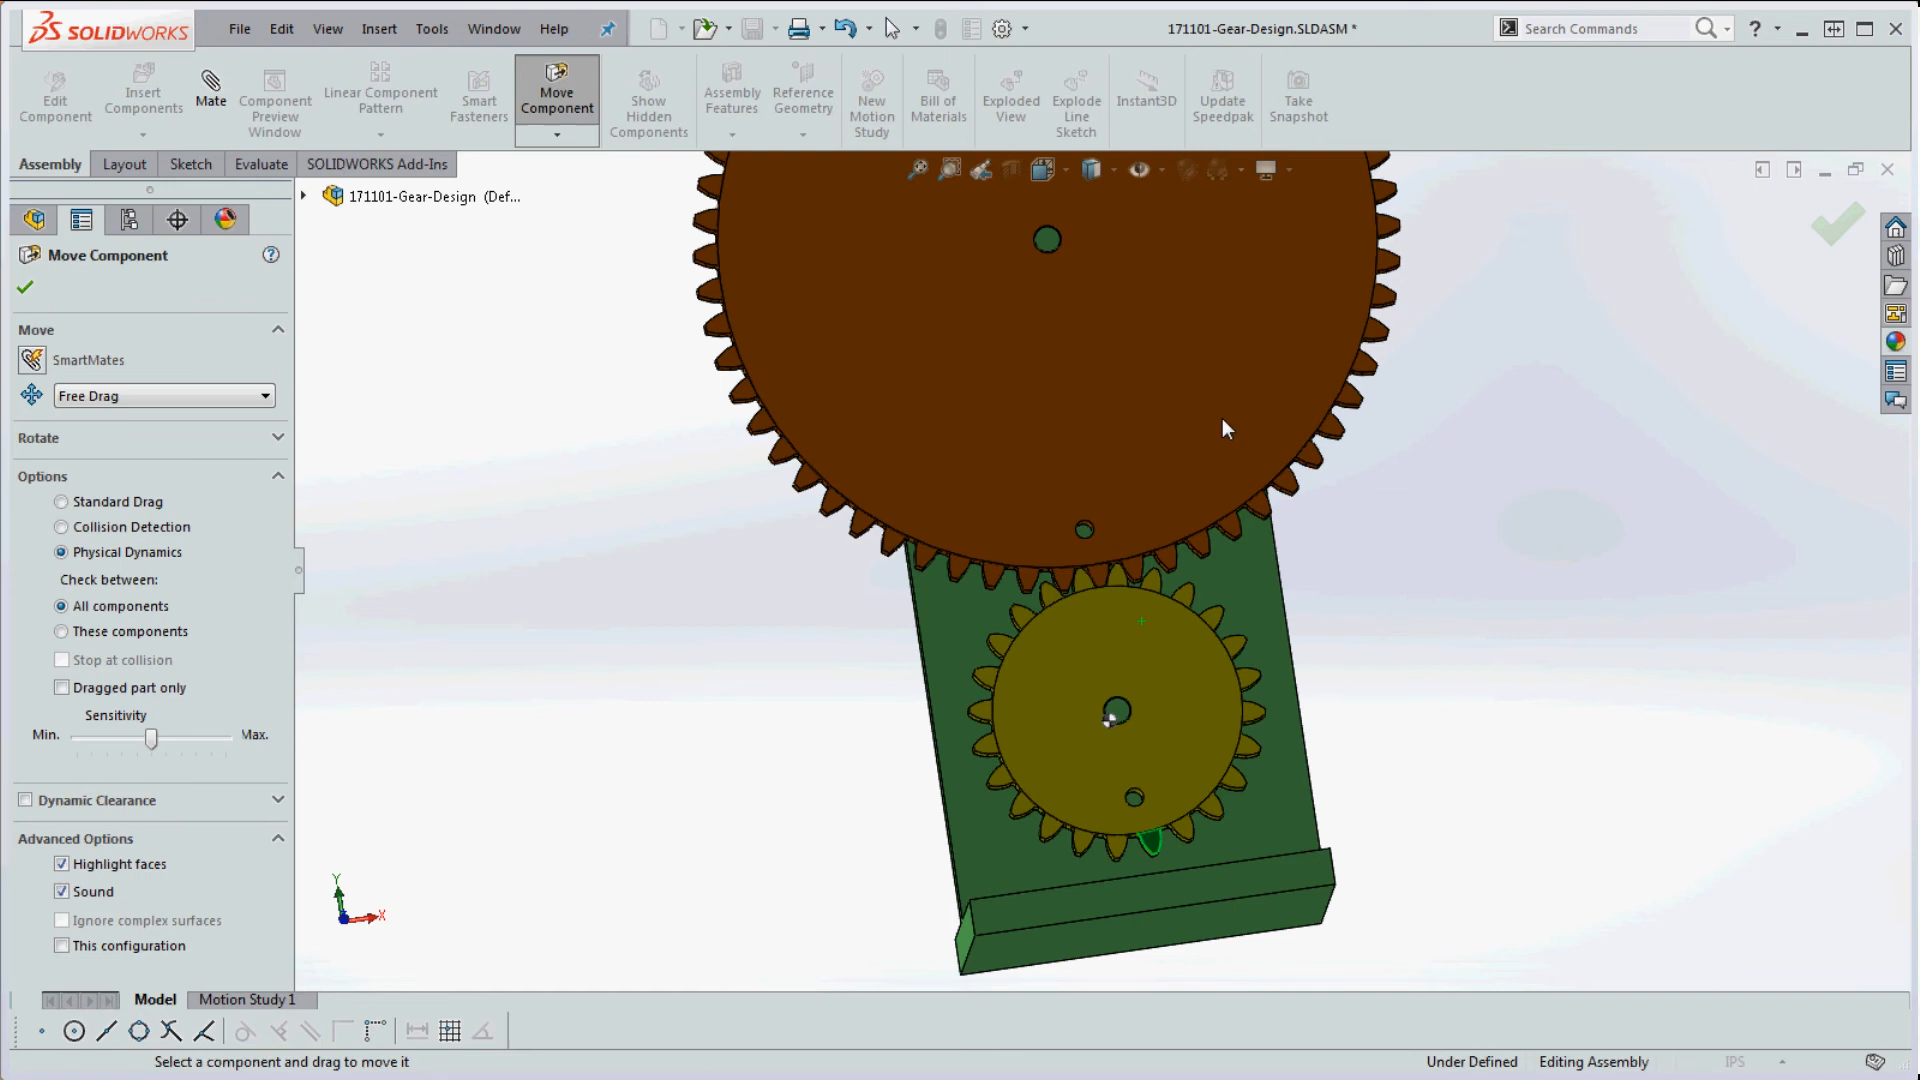 SOLIDWORKS
File Edit View Insert Tools Window Help
171101-Gear-Design.SLDASM *
Search Commands
?
Edit Component
Insert Components
Mate
Component Preview Window
Linear Component Pattern
Smart Fasteners
Move Component
Show Hidden Components
Assembly Features
Reference Geometry
New Motion Study
Bill of Materials
Exploded View
Explode Line Sketch
Instant3D
Update Speedpak
Take Snapshot
Assembly Layout Sketch Evaluate SOLIDWORKS Add-Ins
171101-Gear-Design (Def...
Move Component
Move
SmartMates
Free Drag
Rotate
Options
Standard Drag
Collision Detection
Physical Dynamics
Check between:
All components
These components
Stop at collision
Dragged part only
Sensitivity
Min. Max.
Dynamic Clearance
Advanced Options
Highlight faces
Sound
Ignore complex surfaces
This configuration
Y
X
Model Motion Study 1
Select a component and drag to move it
Under Defined Editing Assembly IPS